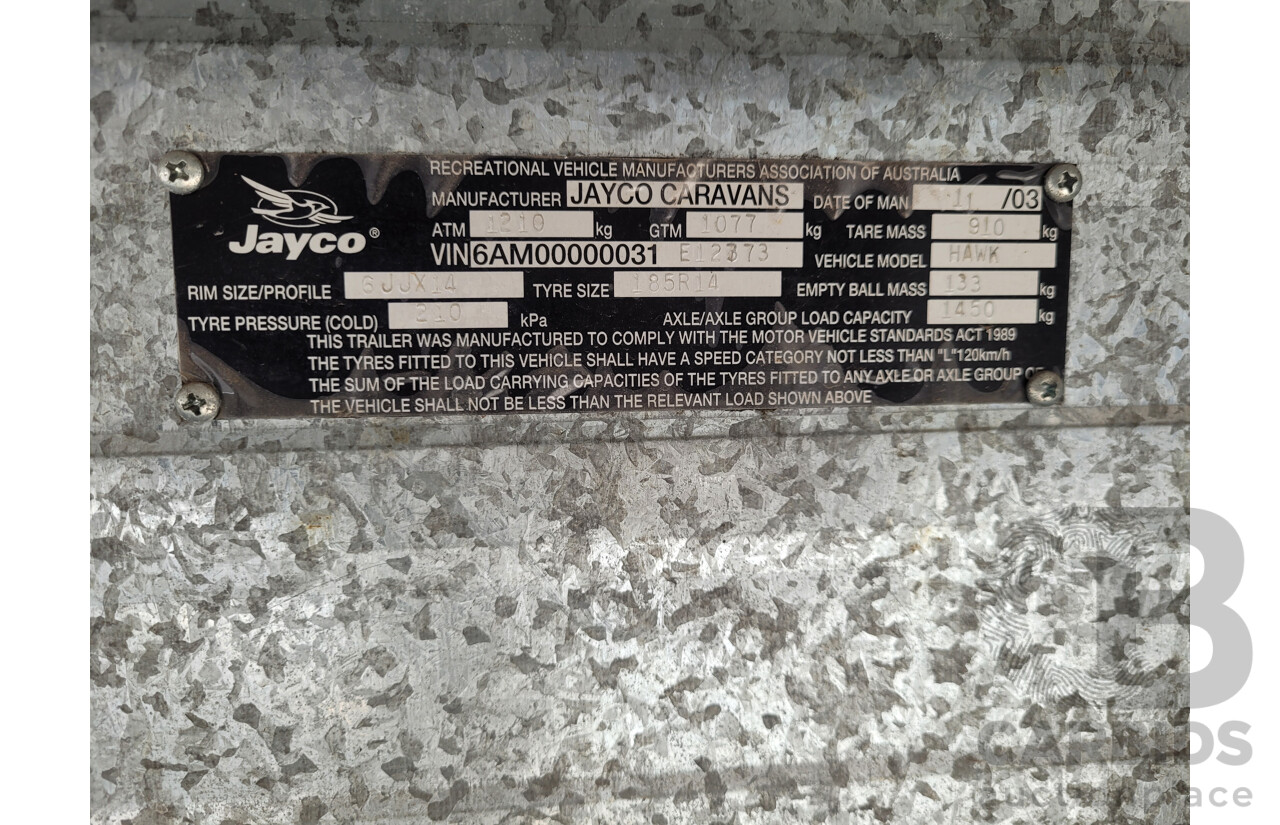 RECREATIONAL VEHICLE MANUFACTURERS ASSOCIATION OF AUSTRALIA
Jayco®
MANUFACTURER JAYCO CARAVANS DATE OF MAN 11 /03
ATM 1210 kg GTM 1077 kg TARE MASS 910 kg
VIN 6AM00000031 E12373 VEHICLE MODEL HAWK
RIM SIZE/PROFILE 6JJX14 TYRE SIZE 185R14 EMPTY BALL MASS 133 kg
TYRE PRESSURE (COLD) 310 kPa AXLE/AXLE GROUP LOAD CAPACITY 1450 kg
THIS TRAILER WAS MANUFACTURED TO COMPLY WITH THE MOTOR VEHICLE STANDARDS ACT 1989
THE TYRES FITTED TO THIS VEHICLE SHALL HAVE A SPEED CATEGORY NOT LESS THAN "L" 120km/h
THE SUM OF THE LOAD CARRYING CAPACITIES OF THE TYRES FITTED TO ANY AXLE OR AXLE GROUP OF
THE VEHICLE SHALL NOT BE LESS THAN THE RELEVANT LOAD SHOWN ABOVE
B
CARBIDS